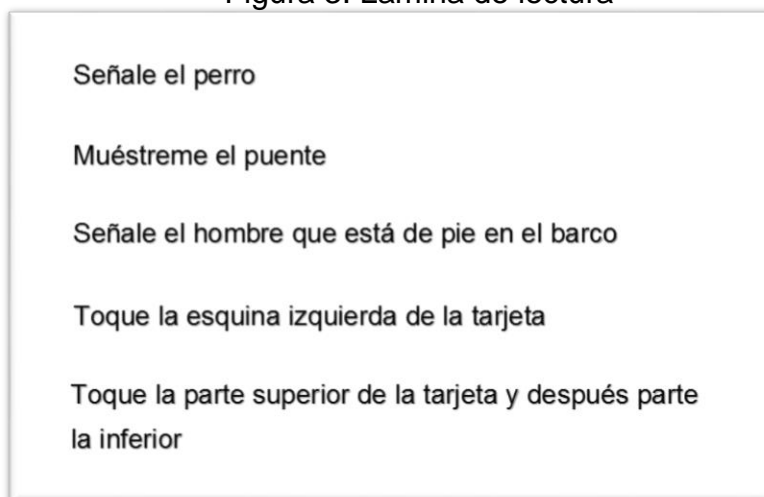 Figura 3. Lámina de lectura
Señale el perro
Muéstreme el puente
Señale el hombre que está de pie en el barco
Toque la esquina izquierda de la tarjeta
Toque la parte superior de la tarjeta y después parte
la inferior